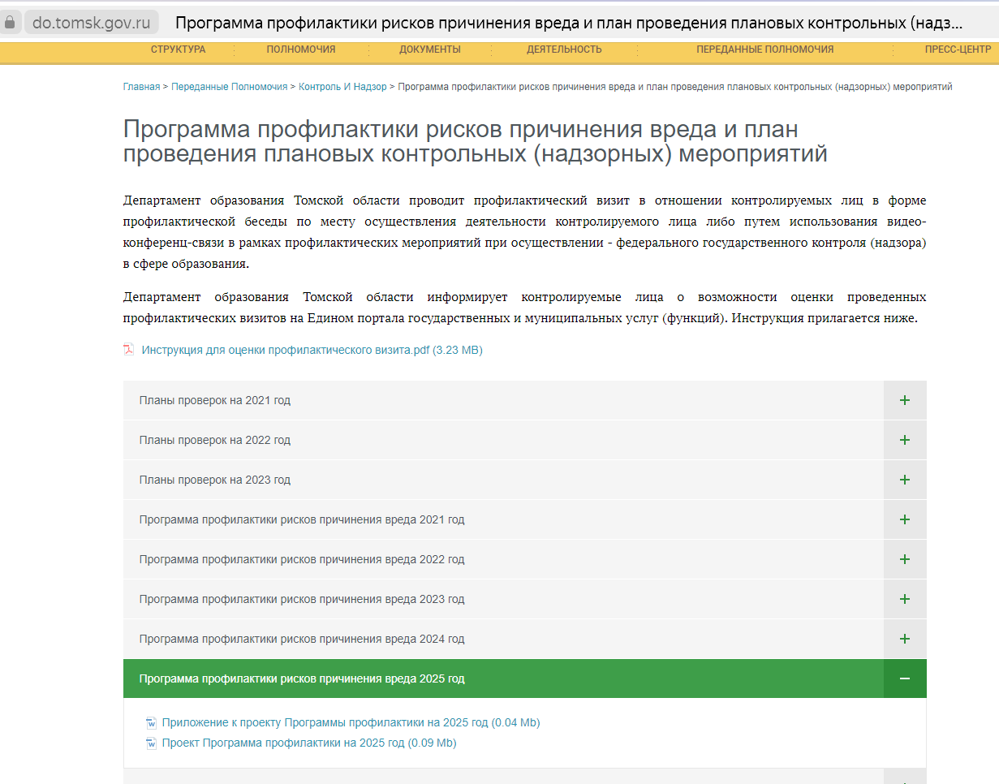 do.tomsk.gov.ru Программа профилактики рисков причинения вреда и план проведения плановых контрольных (надз...
СТРУКТУРА ПОЛНОМОЧИЯ ДОКУМЕНТЫ ДЕЯТЕЛЬНОСТЬ ПЕРЕДАННЫЕ ПОЛНОМОЧИЯ ПРЕСС-ЦЕНТР
Главная > Переданные Полномочия > Контроль И Надзор > Программа профилактики рисков причинения вреда и план проведения плановых контрольных (надзорных) мероприятий
Программа профилактики рисков причинения вреда и план
проведения плановых контрольных (надзорных) мероприятий
Департамент образования Томской области проводит профилактический визит в отношении контролируемых лиц в форме
профилактической беседы по месту осуществления деятельности контролируемого лица либо путем использования видео-
конференц-связи в рамках профилактических мероприятий при осуществлении - федерального государственного контроля (надзора)
в сфере образования.
Департамент образования Томской области информирует контролируемые лица о возможности оценки проведенных
профилактических визитов на Едином портала государственных и муниципальных услуг (функций). Инструкция прилагается ниже.
Инструкция для оценки профилактического визита.pdf (3.23 MB)
Планы проверок на 2021 год +
Планы проверок на 2022 год +
Планы проверок на 2023 год +
Программа профилактики рисков причинения вреда 2021 год +
Программа профилактики рисков причинения вреда 2022 год +
Программа профилактики рисков причинения вреда 2023 год +
Программа профилактики рисков причинения вреда 2024 год +
Программа профилактики рисков причинения вреда 2025 год −
Приложение к проекту Программы профилактики на 2025 год (0.04 Mb)
Проект Программа профилактики на 2025 год (0.09 Mb)